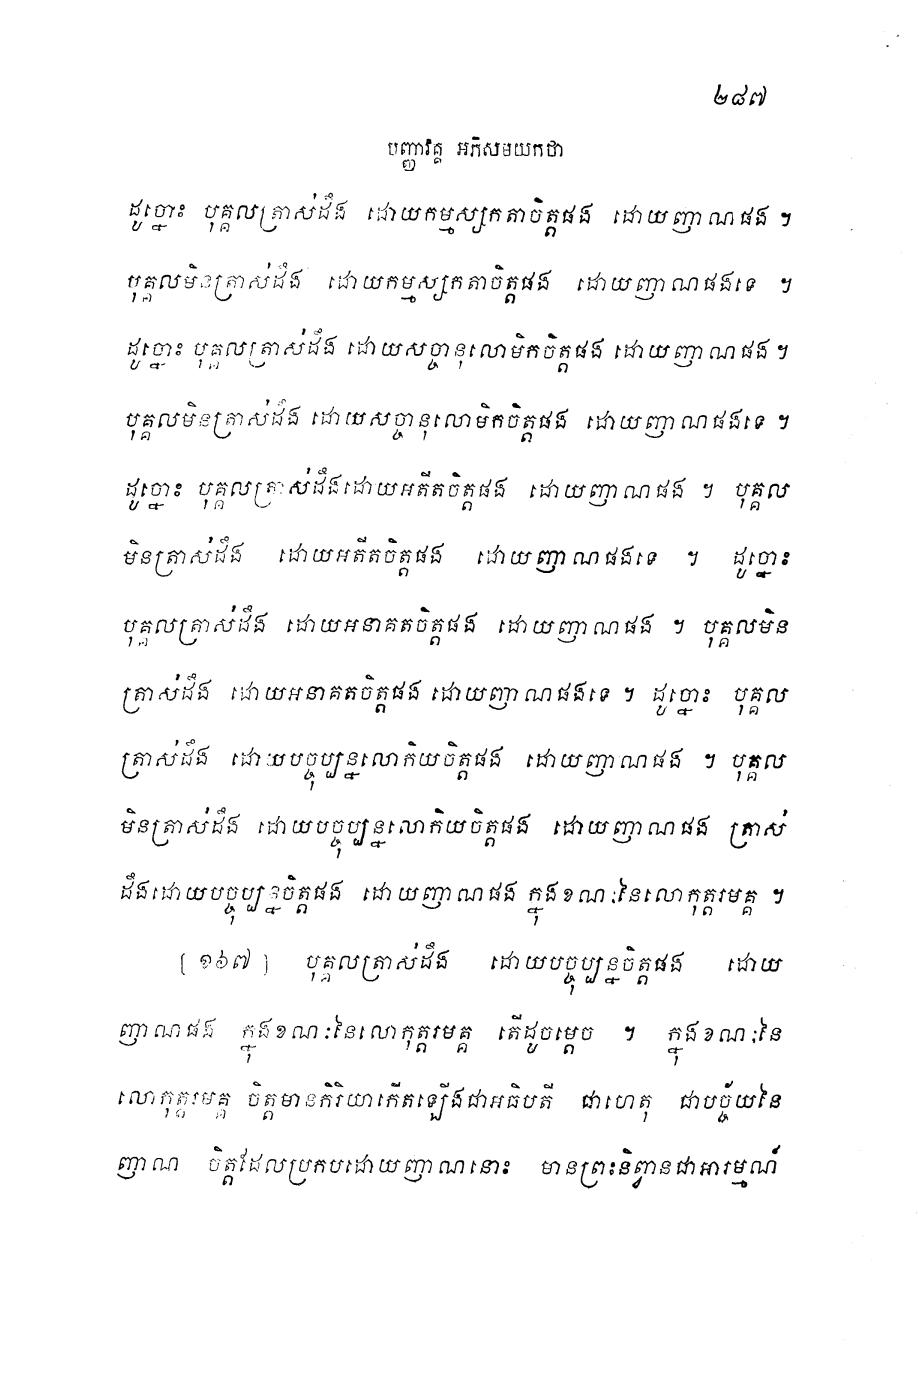 ២៨៧
បញ្ញាវគ្គ អភិសមយកថា
ដូច្នោះ បុគ្គលត្រាស់ដឹង ដោយកម្មស្សកតាចិត្តផង ដោយញាណផង ។
បុគ្គលមិនត្រាស់ដឹង ដោយកម្មស្សកតាចិត្តផង ដោយញាណផងទេ ។
ដូច្នោះ បុគ្គលត្រាស់ដឹង ដោយសច្ចានុលោមិកចិត្តផង ដោយញាណផង ។
បុគ្គលមិនត្រាស់ដឹង ដោយសច្ចានុលោមិកចិត្តផង ដោយញាណផងទេ ។
ដូច្នោះ បុគ្គលត្រាស់ដឹងដោយអតីតចិត្តផង ដោយញាណផង ។ បុគ្គល
មិនត្រាស់ដឹង ដោយអតីតចិត្តផង ដោយញាណផងទេ ។ ដូច្នោះ
បុគ្គលត្រាស់ដឹង ដោយអនាគតចិត្តផង ដោយញាណផង ។ បុគ្គលមិន
ត្រាស់ដឹង ដោយអនាគតចិត្តផង ដោយញាណផងទេ ។ ដូច្នោះ បុគ្គល
ត្រាស់ដឹង ដោយបច្ចុប្បន្នលោកិយចិត្តផង ដោយញាណផង ។ បុគ្គល
មិនត្រាស់ដឹង ដោយបច្ចុប្បន្នលោកិយចិត្តផង ដោយញាណផង ត្រាស់
ដឹងដោយបច្ចុប្បន្នចិត្តផង ដោយញាណផង ក្នុងខណៈនៃលោកុត្តរមគ្គ ។
[ ១៦៧ ] បុគ្គលត្រាស់ដឹង ដោយបច្ចុប្បន្នចិត្តផង ដោយ
ញាណផង ក្នុងខណៈនៃលោកុត្តរមគ្គ តើដូចម្តេច ។ ក្នុងខណៈនៃ
លោកុត្តរមគ្គ ចិត្តមានកិរិយាកើតឡើងជាអធិបតី ជាហេតុ ជាបច្ច័យនៃ
ញាណ ចិត្តដែលប្រកបដោយញាណនោះ មានព្រះនិព្វានជាអារម្មណ៍